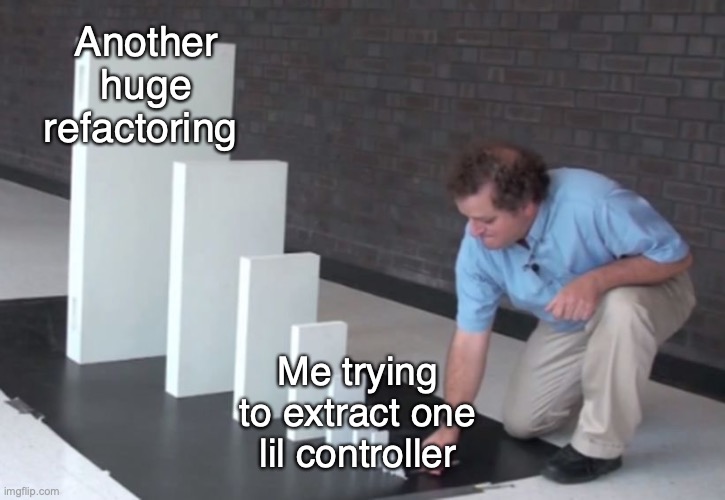 Another
huge
refactoring
Me trying
to extract one
lil controller
imgflip.com